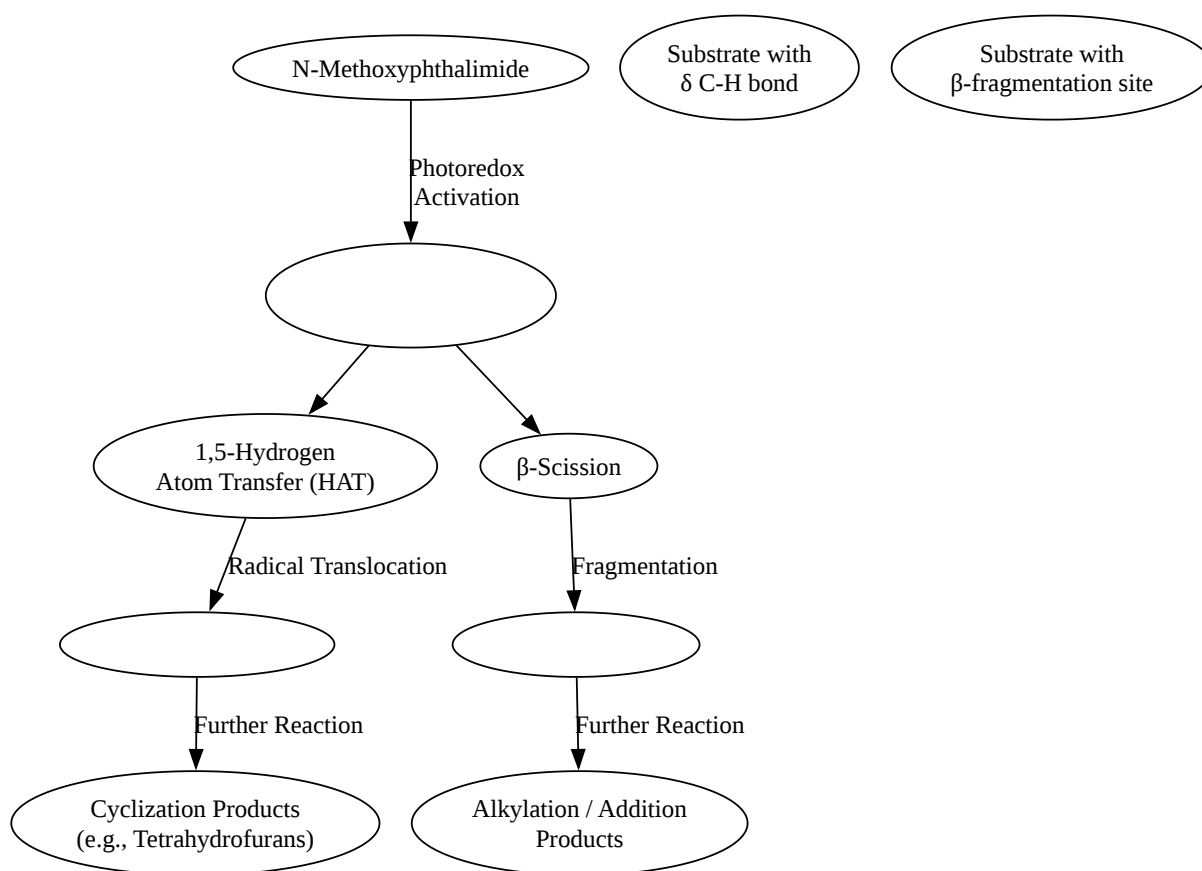 N-Methoxyphthalimide
Substrate with
δ C-H bond
Substrate with
β-fragmentation site
Photoredox
Activation
1,5-Hydrogen
Atom Transfer (HAT)
β-Scission
Radical Translocation
Fragmentation
Further Reaction
Further Reaction
Cyclization Products
(e.g., Tetrahydrofurans)
Alkylation / Addition
Products